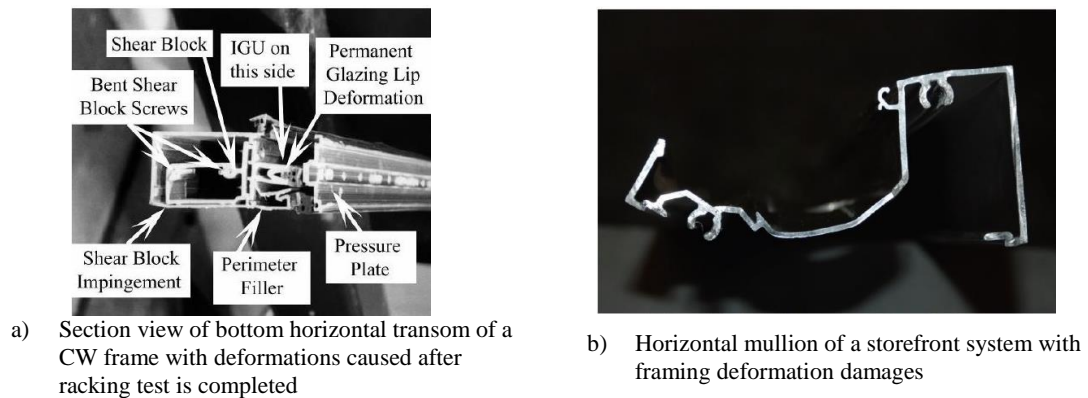 Shear Block
IGU on
this side
Permanent
Glazing Lip
Deformation
Bent Shear
Block Screws
Shear Block
Impingement
Perimeter
Filler
Pressure
Plate
a) Section view of bottom horizontal transom of a
CW frame with deformations caused after
racking test is completed
b) Horizontal mullion of a storefront system with
framing deformation damages